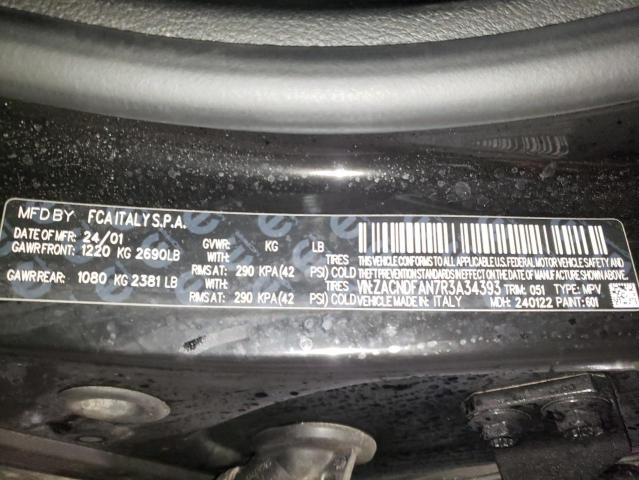 MFD BY FCA ITALY S.P.A.
DATE OF MFR: 24/01 GVWR: KG LB
GAWR FRONT: 1220 KG 2690LB TIRES
RIMS AT: 290 KPA (42 PSI) COLD
GAWR REAR: 1080 KG 2381 LB TIRES
RIMS AT: 290 KPA (42 PSI) COLD
TIRES
THIS VEHICLE CONFORMS TO ALL APPLICABLE U.S. FEDERAL MOTOR VEHICLE SAFETY AND
THEFT PREVENTION STANDARDS IN EFFECT ON THE DATE OF MANUFACTURE SHOWN ABOVE.
VIN: ZACNDFAN7R3A34393 TRIM: 051 TYPE: MPV
VEHICLE MADE IN: ITALY MDH: 240122 PAINT: 601